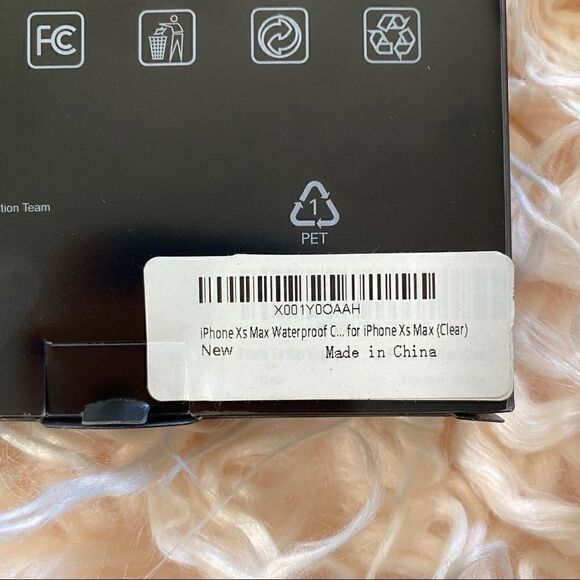 FC
tion Team
1
PET
X001Y0OAAH
iPhone Xs Max Waterproof C... for iPhone Xs Max (Clear)
New Made in China